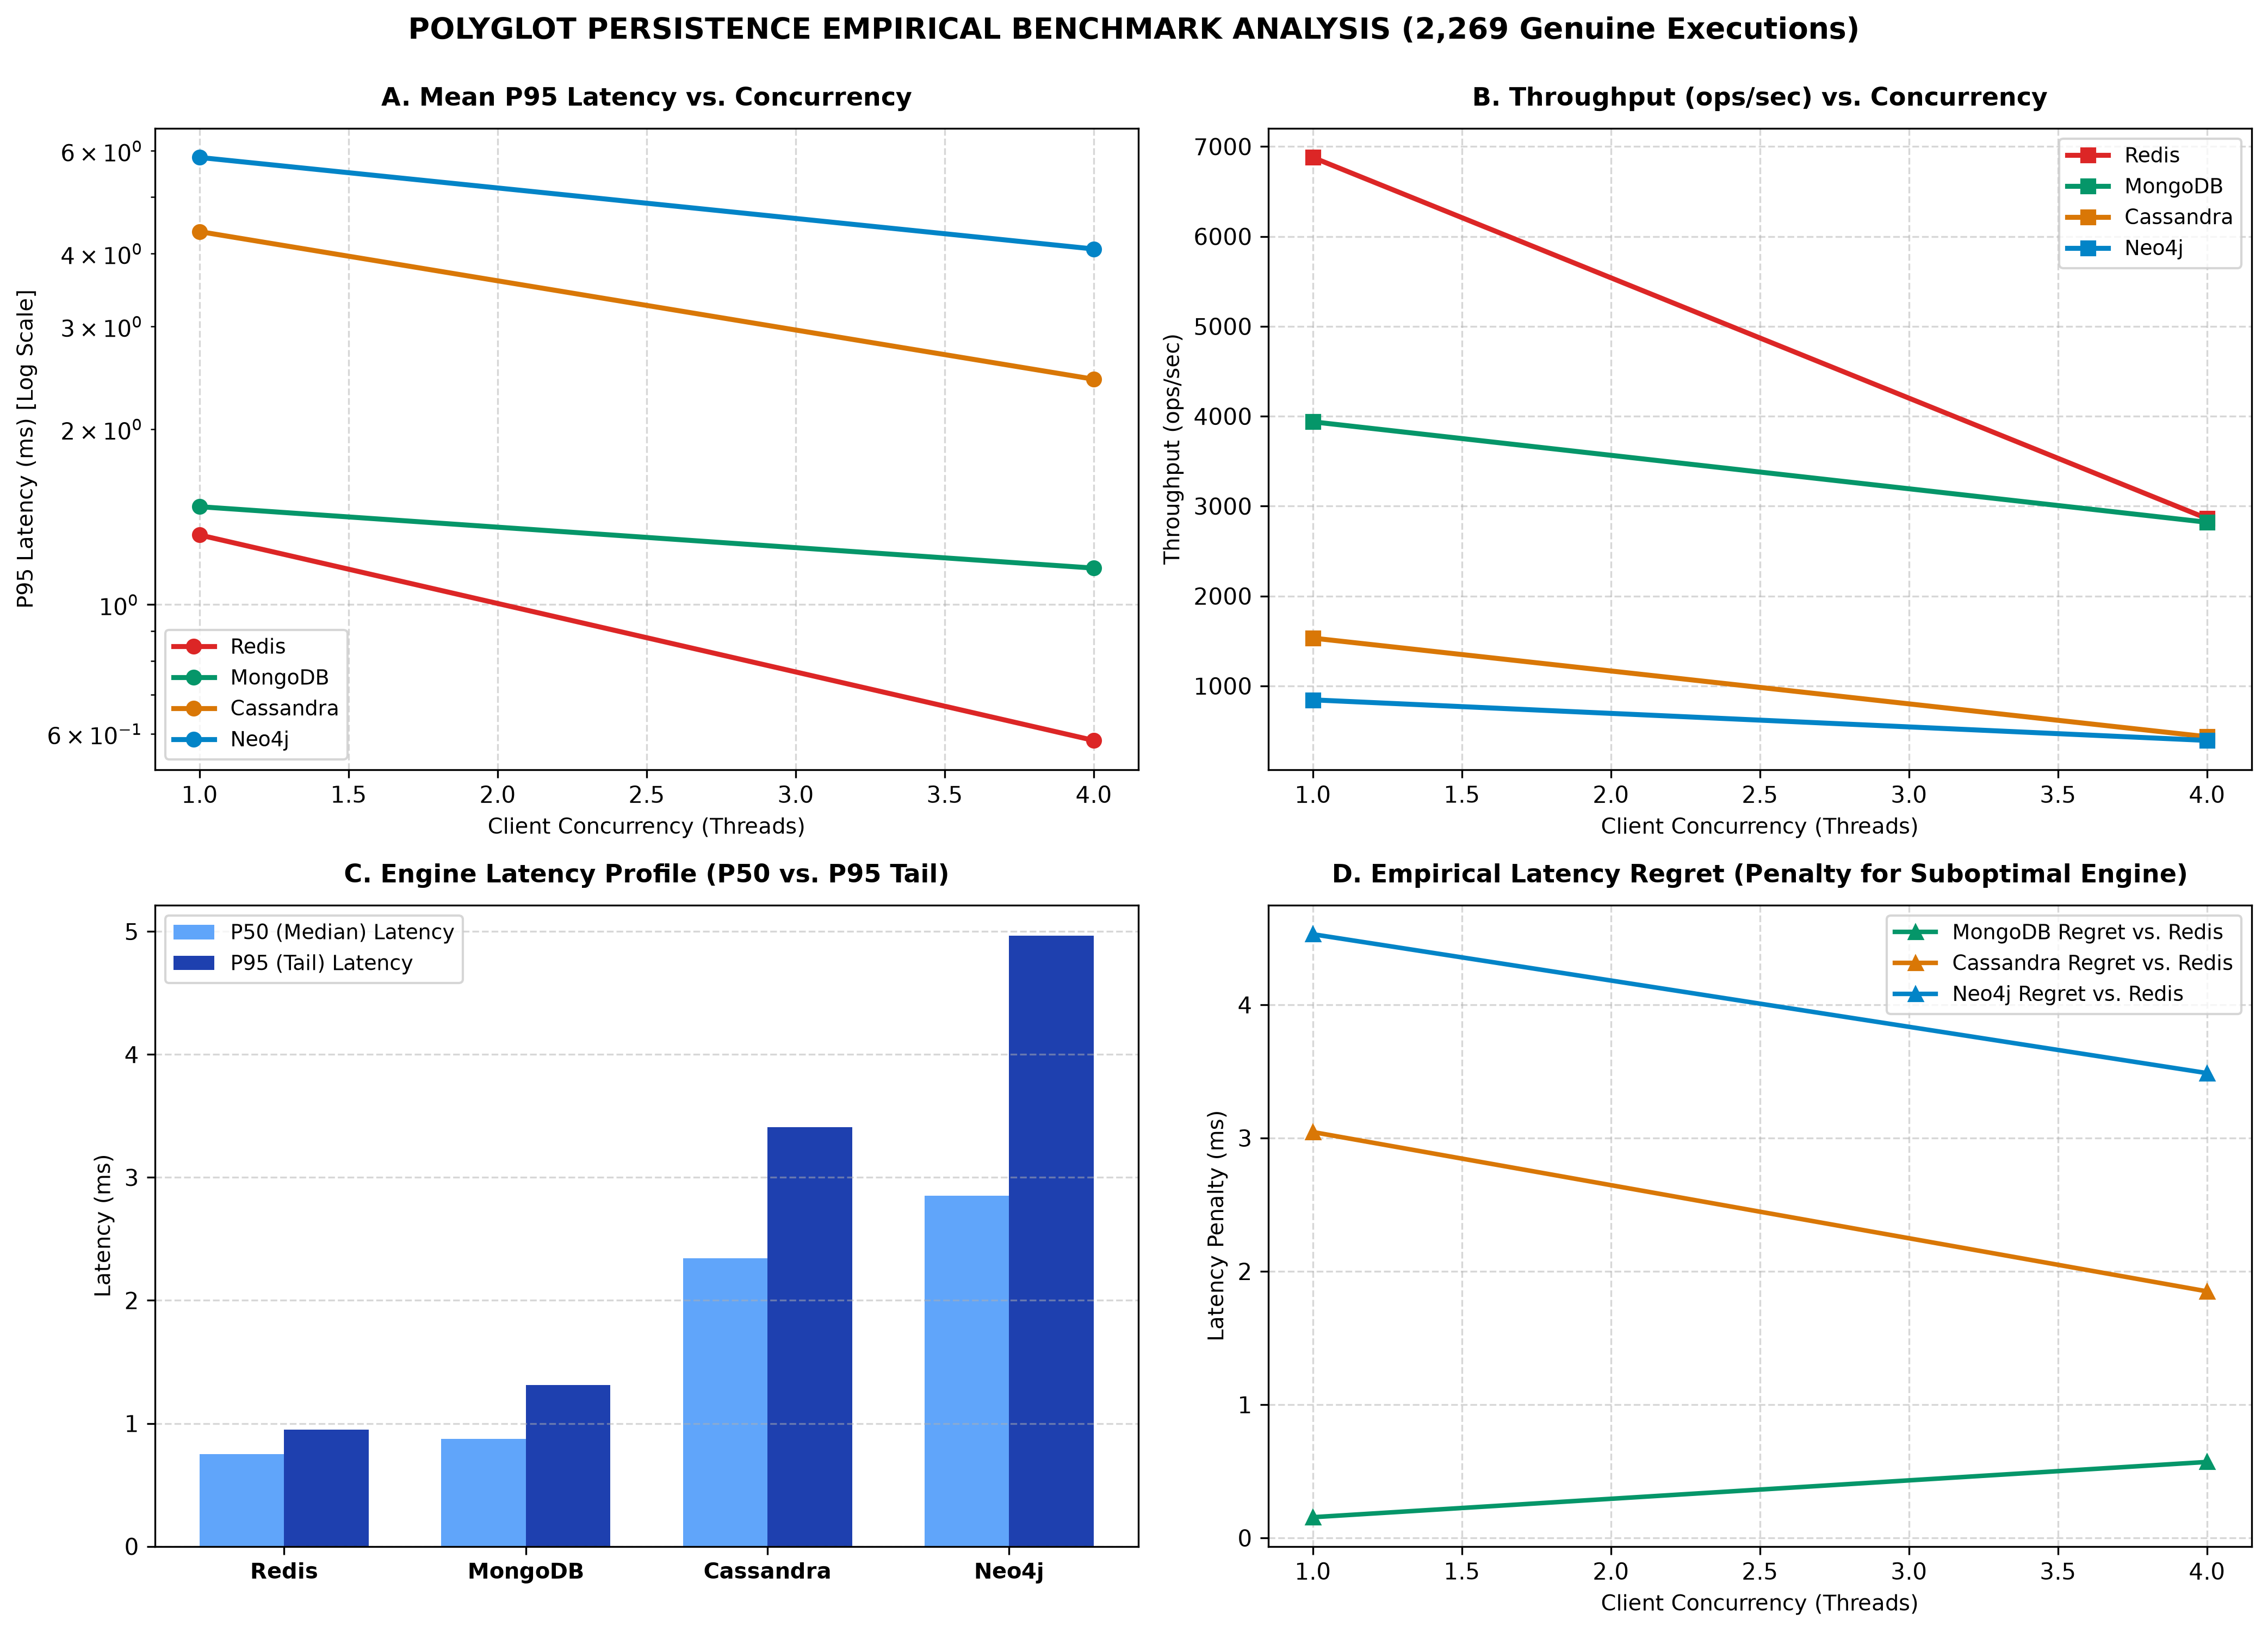 POLYGLOT PERSISTENCE EMPIRICAL BENCHMARK ANALYSIS (2,269 Genuine Executions)
A. Mean P95 Latency vs. Concurrency
P95 Latency (ms) [Log Scale]
6 × 10⁰
4 × 10⁰
3 × 10⁰
2 × 10⁰
10⁰
6 × 10⁻¹
Redis
MongoDB
Cassandra
Neo4j
1.0 1.5 2.0 2.5 3.0 3.5 4.0
Client Concurrency (Threads)
B. Throughput (ops/sec) vs. Concurrency
Throughput (ops/sec)
7000
6000
5000
4000
3000
2000
1000
Redis
MongoDB
Cassandra
Neo4j
1.0 1.5 2.0 2.5 3.0 3.5 4.0
Client Concurrency (Threads)
C. Engine Latency Profile (P50 vs. P95 Tail)
Latency (ms)
5
4
3
2
1
0
P50 (Median) Latency
P95 (Tail) Latency
Redis MongoDB Cassandra Neo4j
D. Empirical Latency Regret (Penalty for Suboptimal Engine)
Latency Penalty (ms)
4
3
2
1
0
MongoDB Regret vs. Redis
Cassandra Regret vs. Redis
Neo4j Regret vs. Redis
1.0 1.5 2.0 2.5 3.0 3.5 4.0
Client Concurrency (Threads)